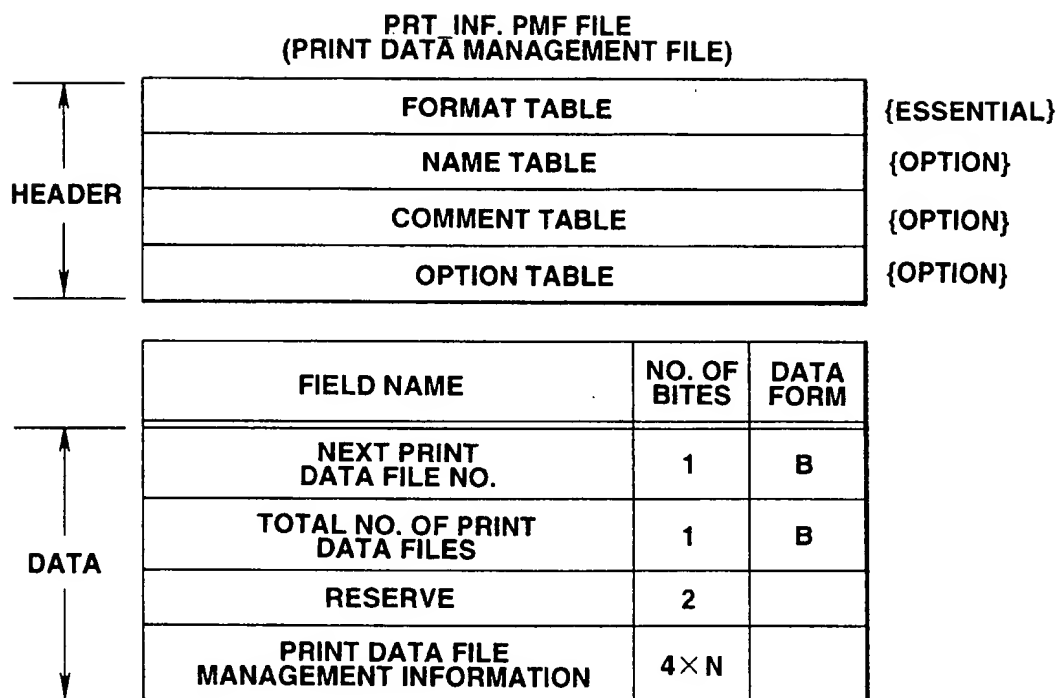 PRT_INF. PMF FILE
(PRINT DATA MANAGEMENT FILE)
HEADER
FORMAT TABLE {ESSENTIAL}
NAME TABLE {OPTION}
COMMENT TABLE {OPTION}
OPTION TABLE {OPTION}
FIELD NAME
NO. OF
BITES
DATA
FORM
DATA
NEXT PRINT
DATA FILE NO.
1
B
TOTAL NO. OF PRINT
DATA FILES
1
B
RESERVE
2
PRINT DATA FILE
MANAGEMENT INFORMATION
4×N